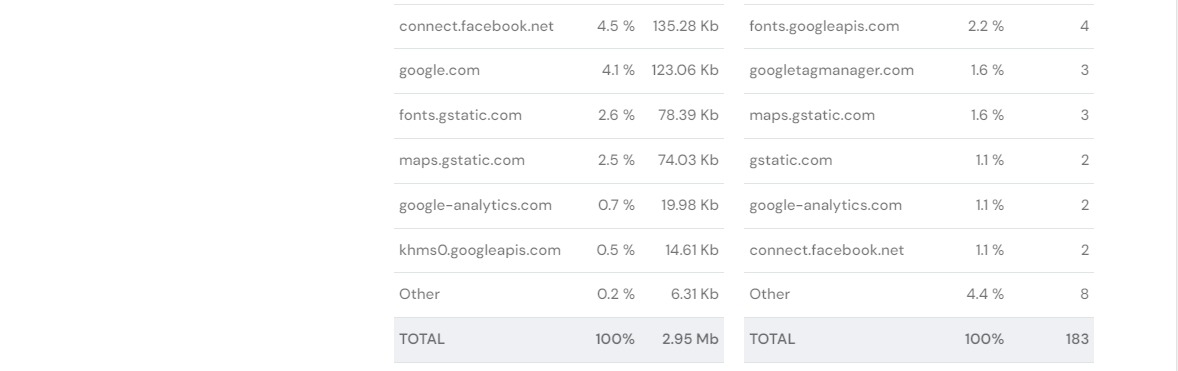 connect.facebook.net 4.5 % 135.28 Kb fonts.googleapis.com 2.2 % 4
google.com 4.1 % 123.06 Kb googletagmanager.com 1.6 % 3
fonts.gstatic.com 2.6 % 78.39 Kb maps.gstatic.com 1.6 % 3
maps.gstatic.com 2.5 % 74.03 Kb gstatic.com 1.1 % 2
google-analytics.com 0.7 % 19.98 Kb google-analytics.com 1.1 % 2
khms0.googleapis.com 0.5 % 14.61 Kb connect.facebook.net 1.1 % 2
Other 0.2 % 6.31 Kb Other 4.4 % 8
TOTAL 100% 2.95 Mb TOTAL 100% 183